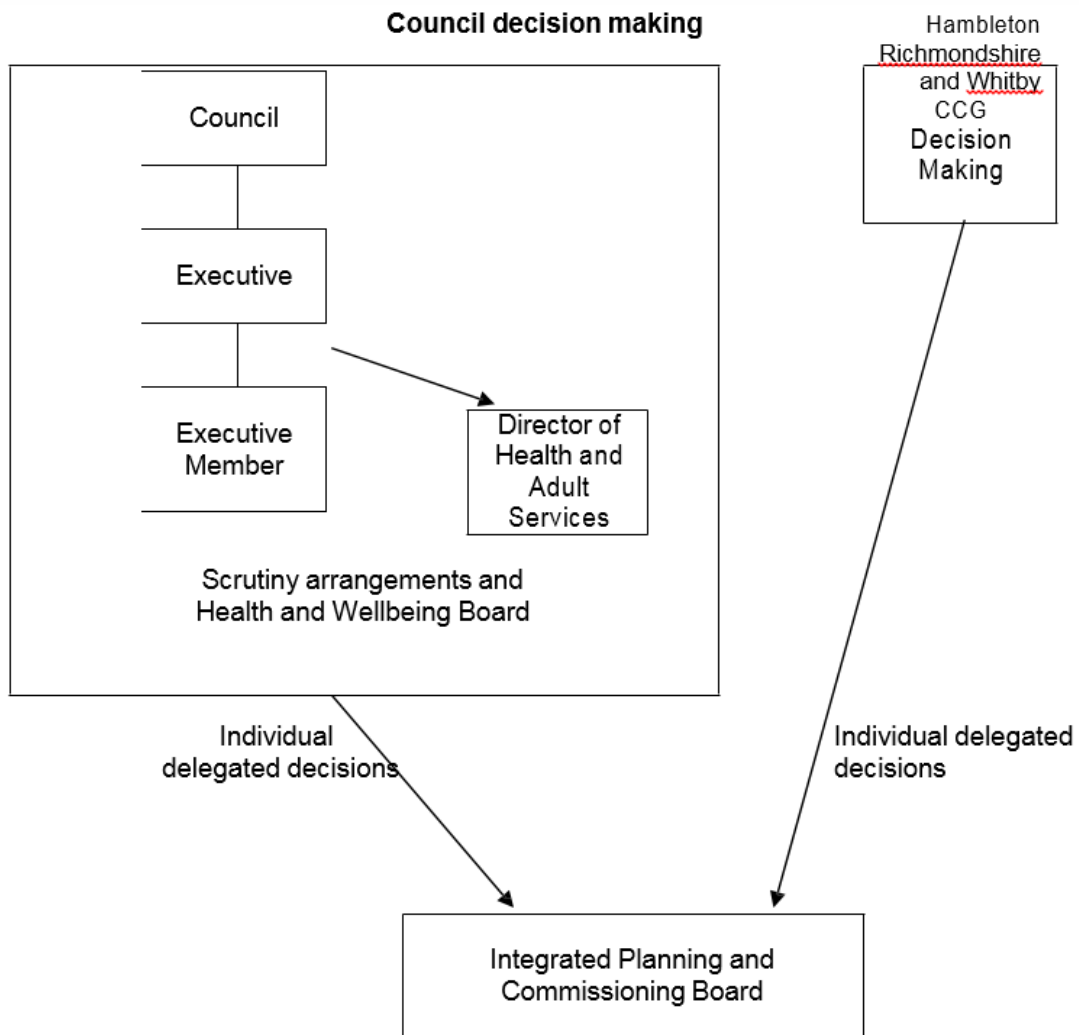 Council decision making
Hambleton
Richmondshire
and Whitby
CCG
Decision
Making
Council
Executive
Executive
Member
Director of
Health and
Adult
Services
Scrutiny arrangements and
Health and Wellbeing Board
Individual
delegated decisions
Individual delegated
decisions
Integrated Planning and
Commissioning Board